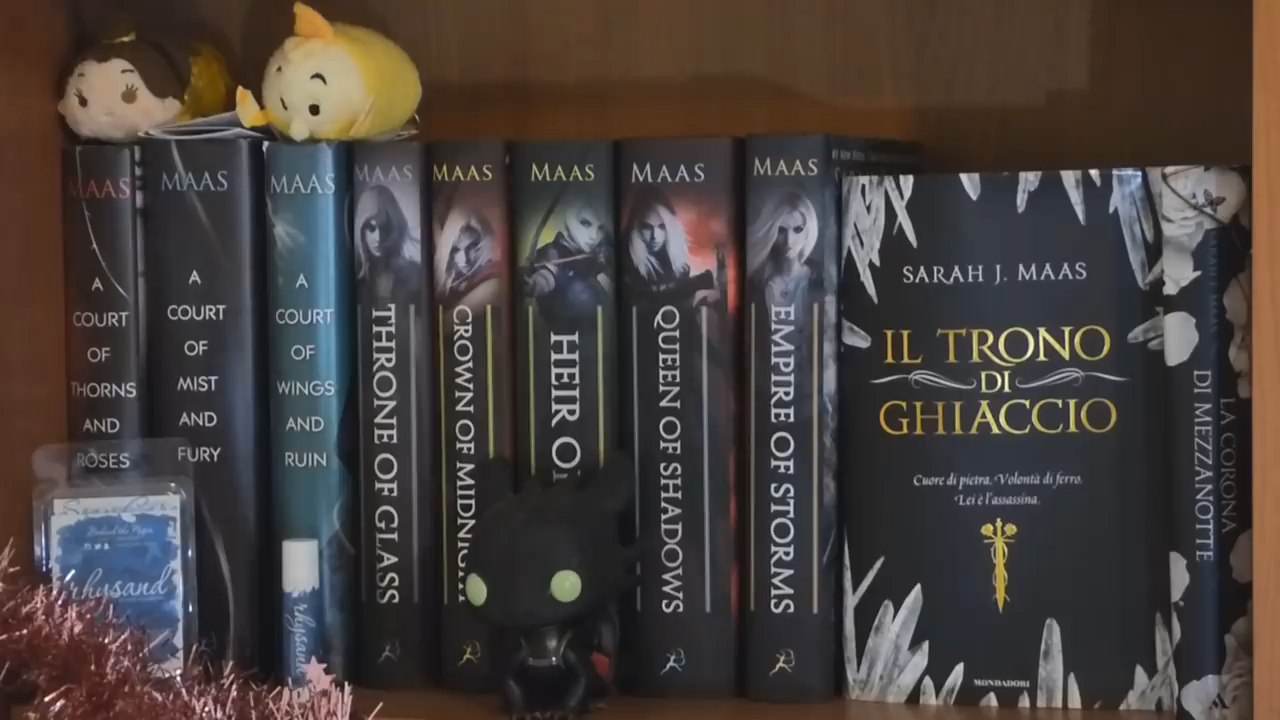 MAAS
A
COURT
OF
THORNS
AND
ROSES
MAAS
A
COURT
OF
MIST
AND
FURY
MAAS
A
COURT
OF
WINGS
AND
RUIN
MAAS
THRONE OF GLASS
MAAS
CROWN OF MIDNIGH
MAAS
HEIR O
MAAS
QUEEN OF SHADOWS
MAAS
EMPIRE OF STORMS
SARAH J. MAAS
IL TRONO
DI
GHIACCIO
Cuore di pietra. Volontà di ferro.
Lei è l'assassina.
MONDADORI
LA CORONA
DI MEZZANOTTE
rhysand
rhysand